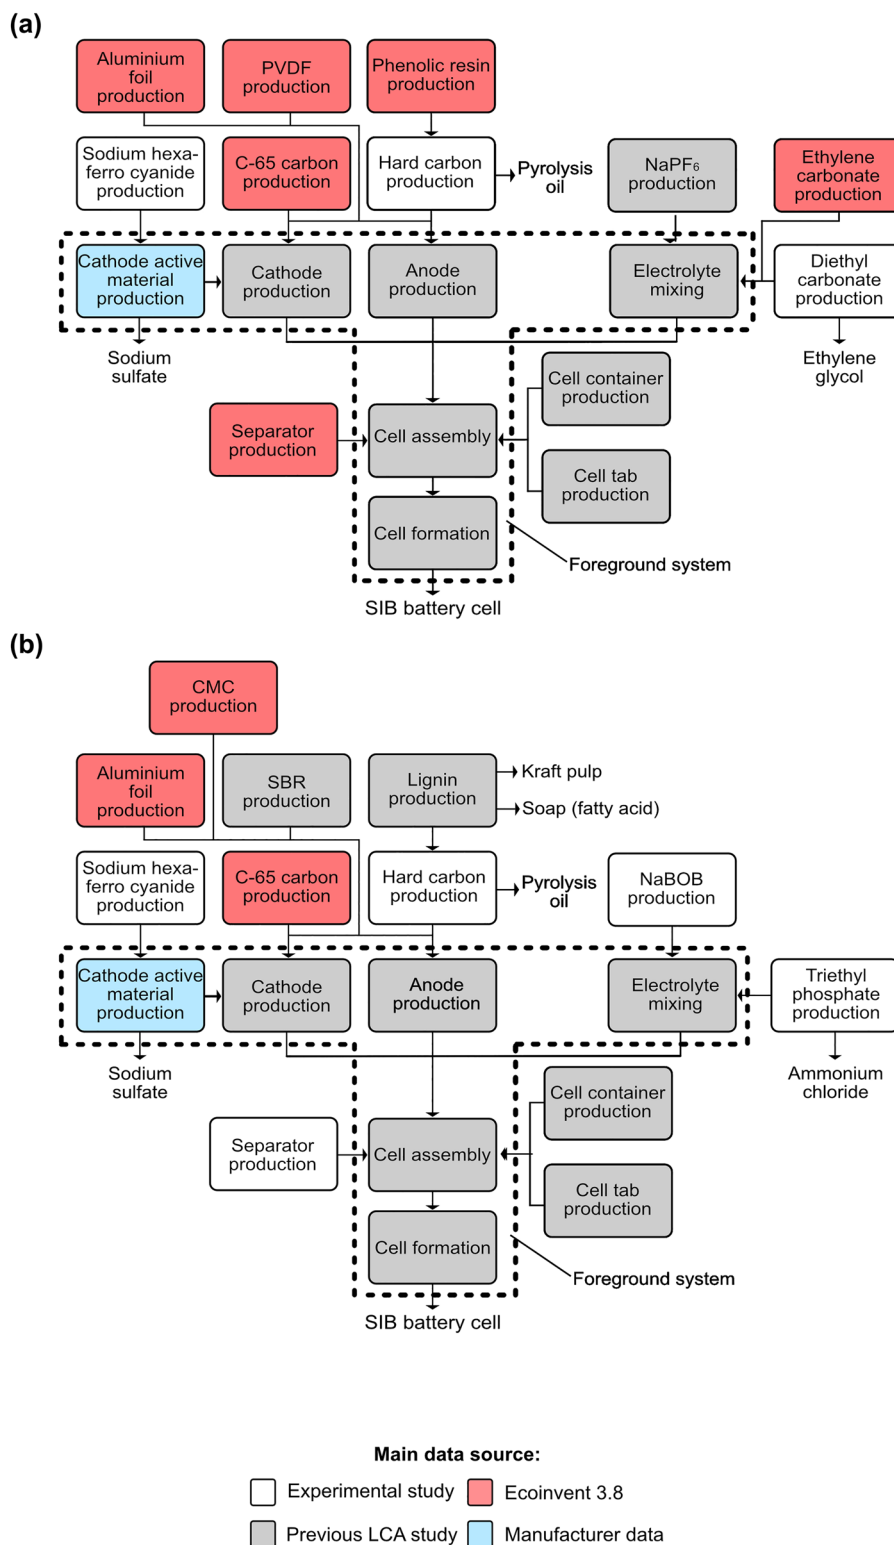 (a)
Aluminium
foil
production
PVDF
production
Phenolic resin
production
Sodium hexa-
ferro cyanide
production
C-65 carbon
production
Hard carbon
production
Pyrolysis
oil
NaPF6
production
Ethylene
carbonate
production
Cathode active
material
production
Cathode
production
Anode
production
Electrolyte
mixing
Diethyl
carbonate
production
Sodium
sulfate
Ethylene
glycol
Cell container
production
Separator
production
Cell assembly
Cell tab
production
Cell formation
Foreground system
SIB battery cell
(b)
CMC
production
Aluminium
foil
production
SBR
production
Lignin
production
Kraft pulp
Soap (fatty acid)
Sodium hexa-
ferro cyanide
production
C-65 carbon
production
Hard carbon
production
Pyrolysis
oil
NaBOB
production
Cathode active
material
production
Cathode
production
Anode
production
Electrolyte
mixing
Triethyl
phosphate
production
Sodium
sulfate
Ammonium
chloride
Cell container
production
Separator
production
Cell assembly
Cell tab
production
Cell formation
Foreground system
SIB battery cell
Main data source:
Experimental study
Ecoinvent 3.8
Previous LCA study
Manufacturer data